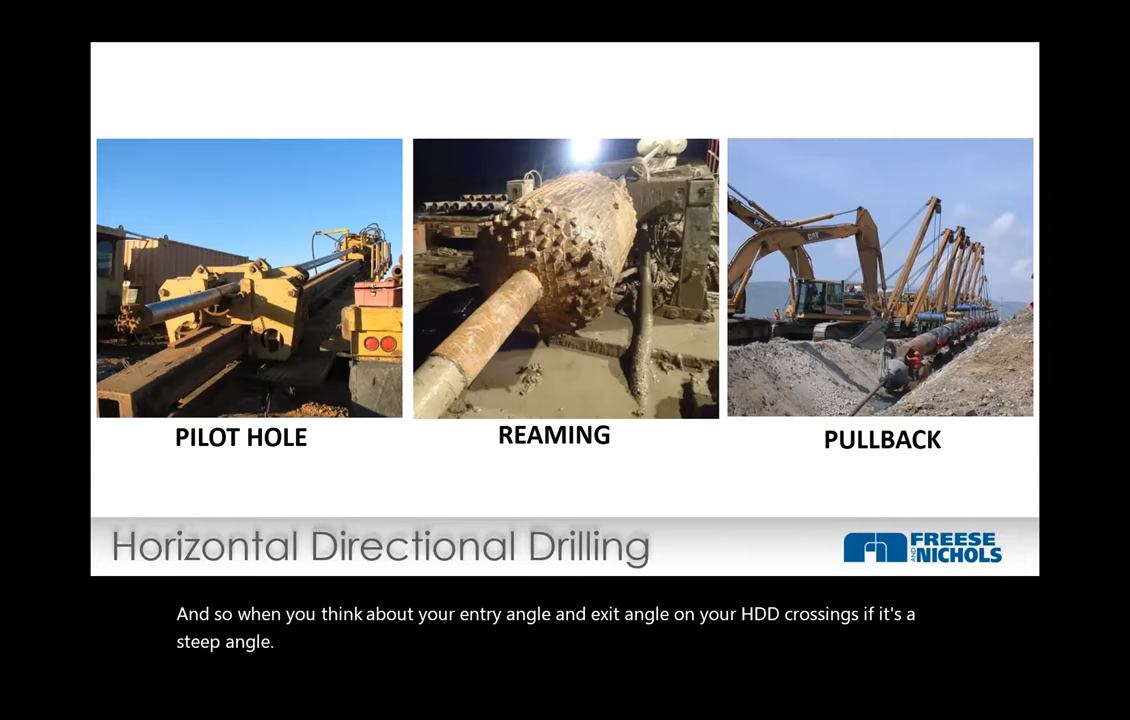 PILOT HOLE
REAMING
PULLBACK
Horizontal Directional Drilling
FREESE
AND
NICHOLS
And so when you think about your entry angle and exit angle on your HDD crossings if it's a
steep angle.